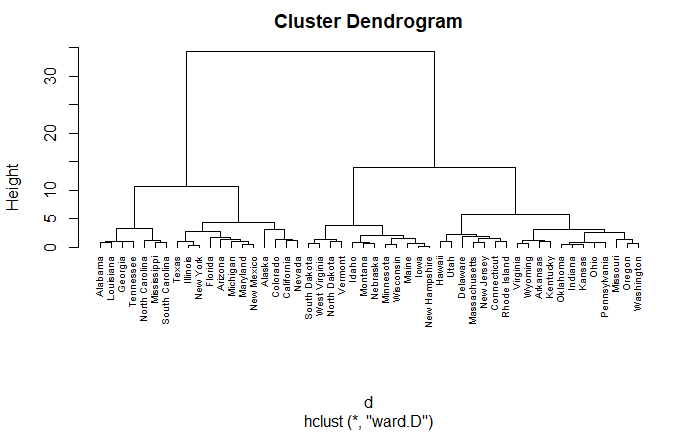 Cluster Dendrogram
Height
30
20
10
5
0
Alabama
Louisiana
Georgia
Tennessee
North Carolina
Mississippi
South Carolina
Texas
Illinois
New York
Florida
Arizona
Michigan
Maryland
New Mexico
Alaska
Colorado
California
Nevada
South Dakota
West Virginia
North Dakota
Vermont
Idaho
Montana
Nebraska
Minnesota
Wisconsin
Maine
Iowa
New Hampshire
Hawaii
Utah
Delaware
Massachusetts
New Jersey
Connecticut
Rhode Island
Virginia
Wyoming
Arkansas
Kentucky
Oklahoma
Indiana
Kansas
Ohio
Pennsylvania
Missouri
Oregon
Washington
d
hclust (*, "ward.D")